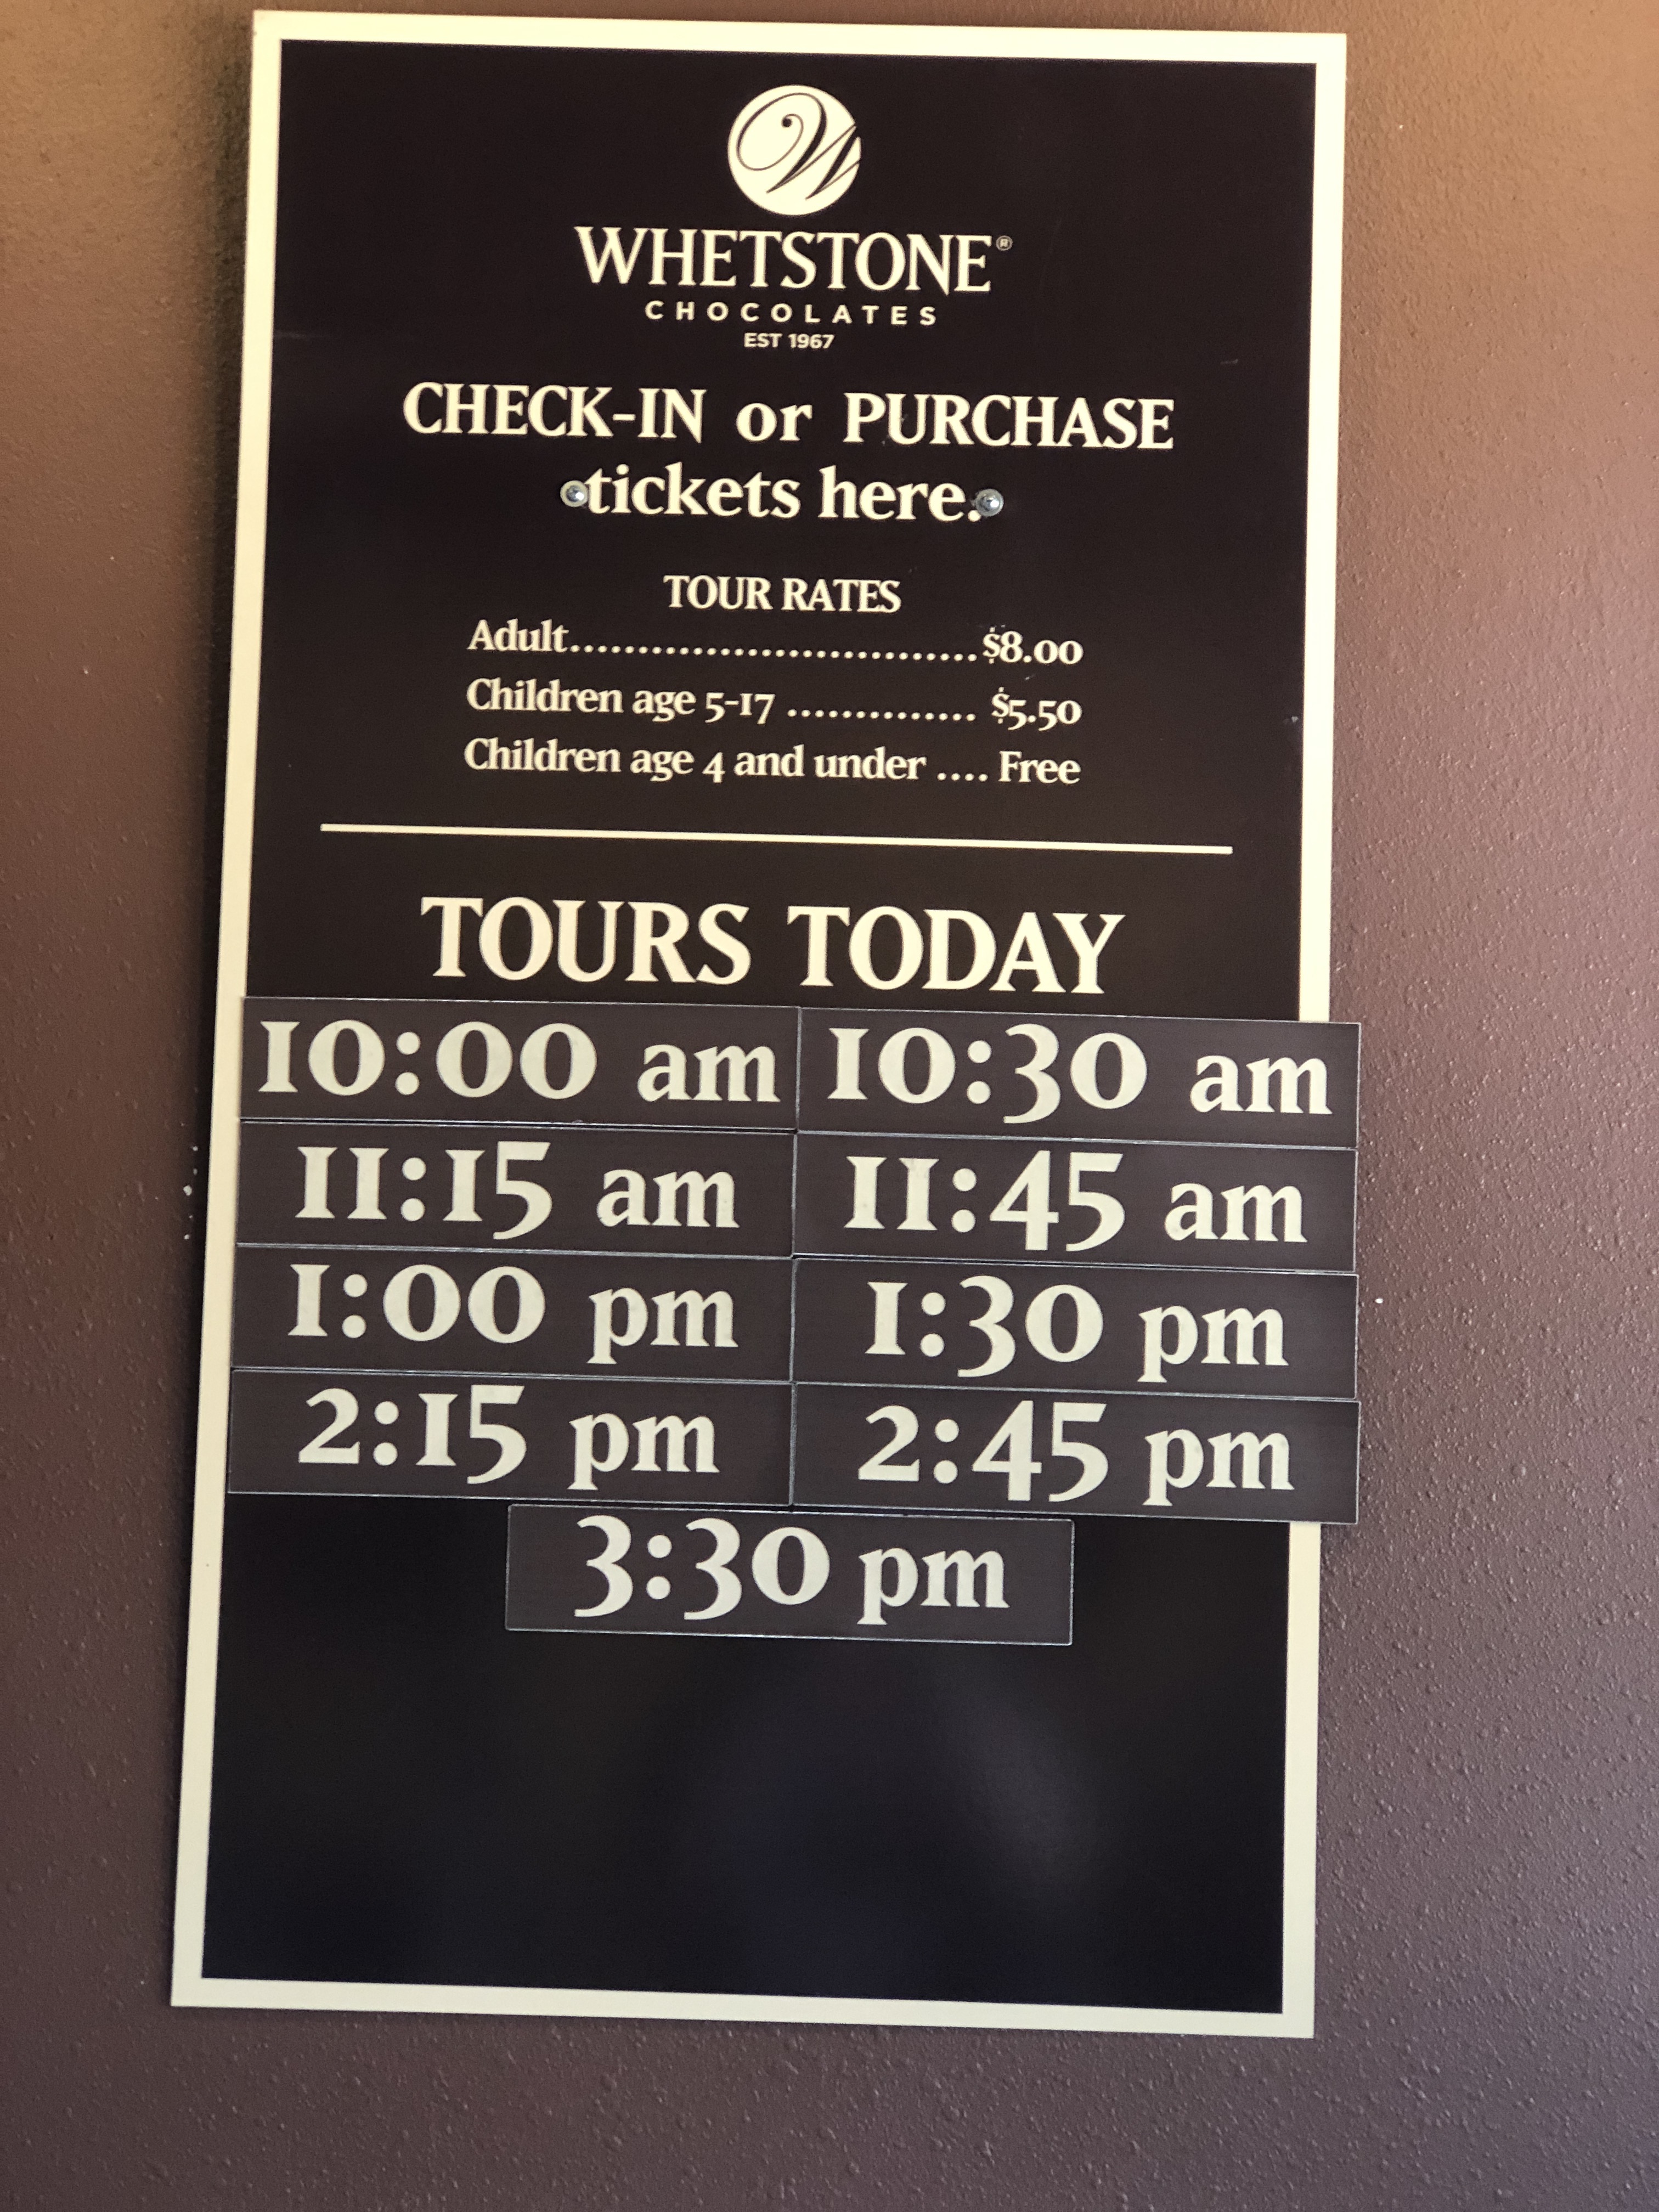 W
WHETSTONE®
CHOCOLATES
EST 1967
CHECK-IN or PURCHASE
tickets here.
TOUR RATES
Adult..............................$8.00
Children age 5-17 .............. $5.50
Children age 4 and under .... Free
TOURS TODAY
10:00 am 10:30 am
11:15 am 11:45 am
1:00 pm 1:30 pm
2:15 pm 2:45 pm
3:30 pm